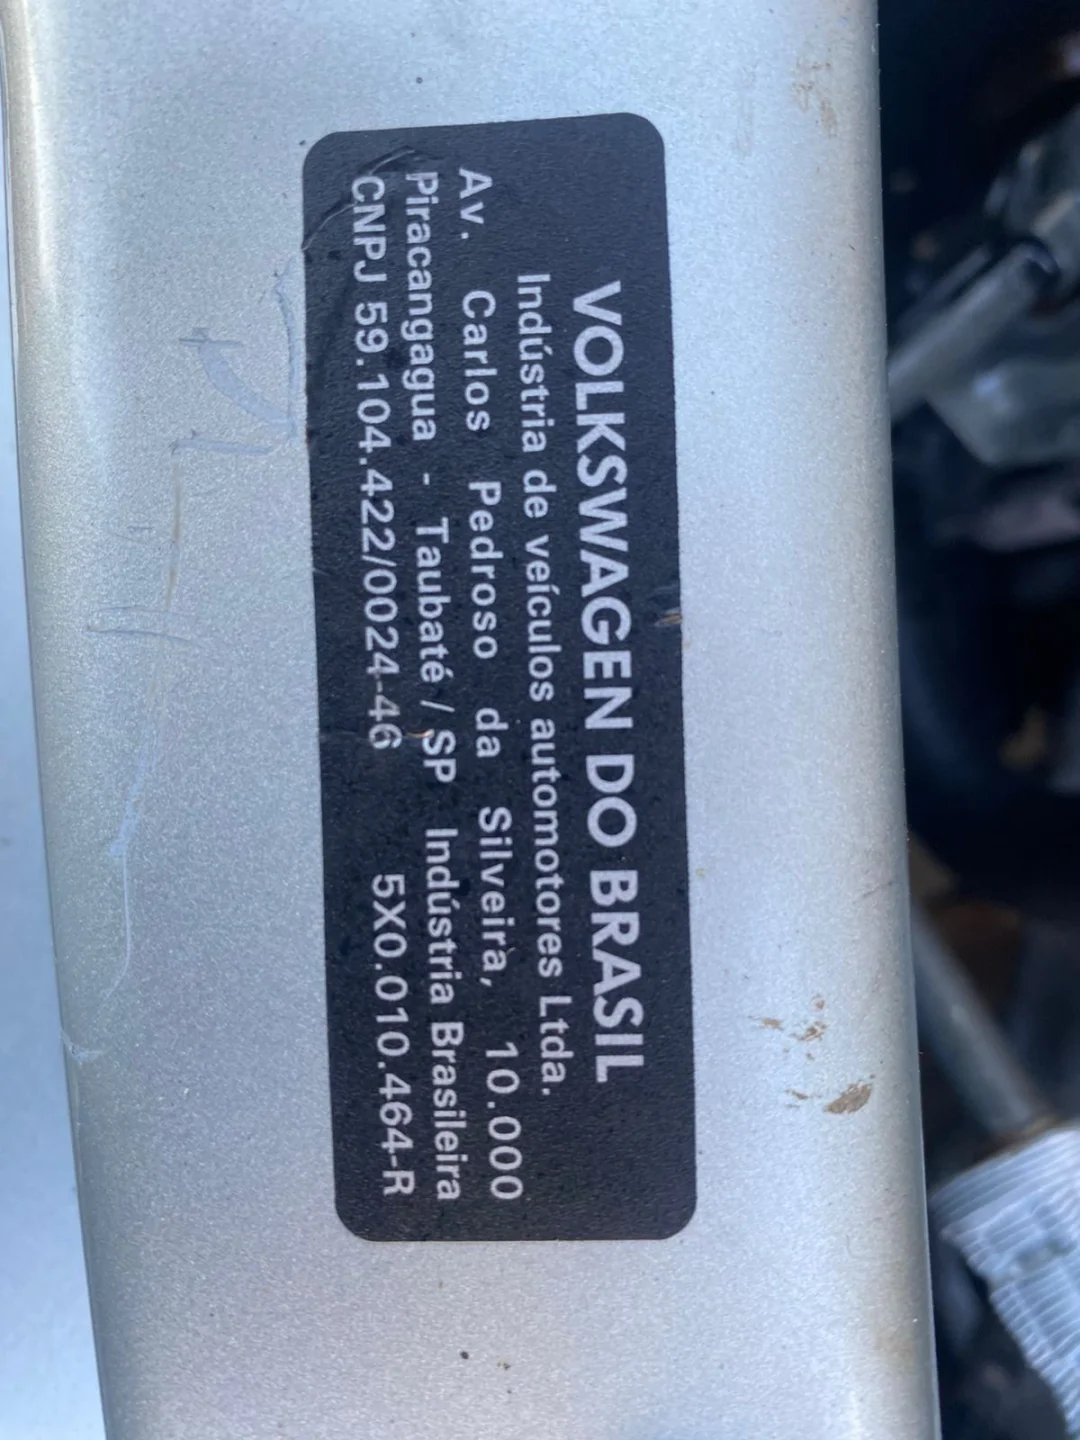 VOLKSWAGEN DO BRASIL
Indústria de veículos automotores Ltda.
Av. Carlos Pedroso da Silveira, 10.000
Piracangagua - Taubaté / SP Indústria Brasileira
CNPJ 59.104.422/0024-46 5X0.010.464-R